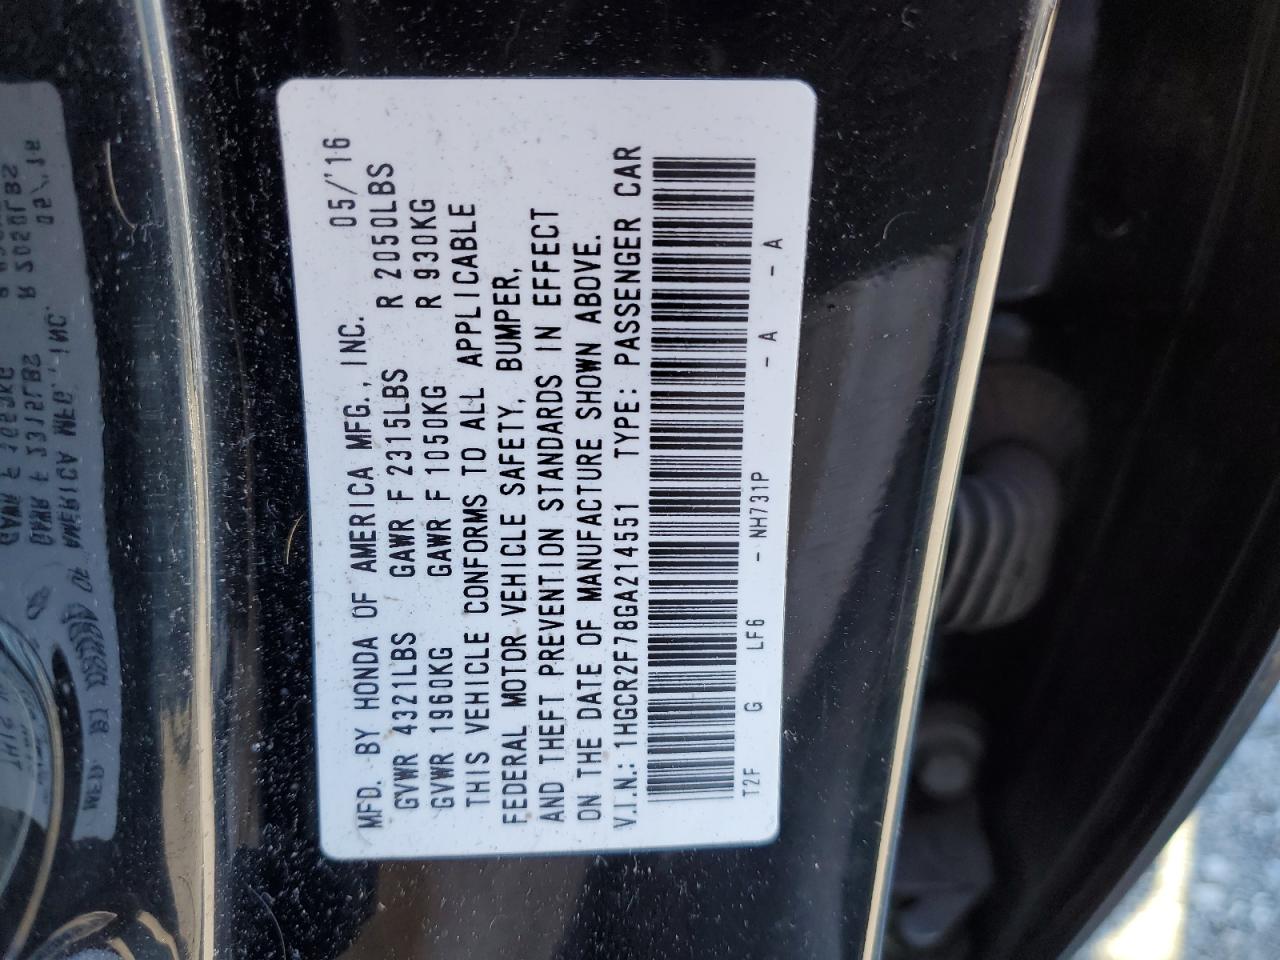 MFD. BY HONDA OF AMERICA MFG., INC. 05/'16
GVWR 4321LBS GAWR F 2315LBS R 2050LBS
GVWR 1960KG GAWR F 1050KG R 930KG
THIS VEHICLE CONFORMS TO ALL APPLICABLE
FEDERAL MOTOR VEHICLE SAFETY, BUMPER,
AND THEFT PREVENTION STANDARDS IN EFFECT
ON THE DATE OF MANUFACTURE SHOWN ABOVE.
V.I.N.: 1HGCR2F78GA214551 TYPE: PASSENGER CAR
T2F G LF6 - NH731P - A - A